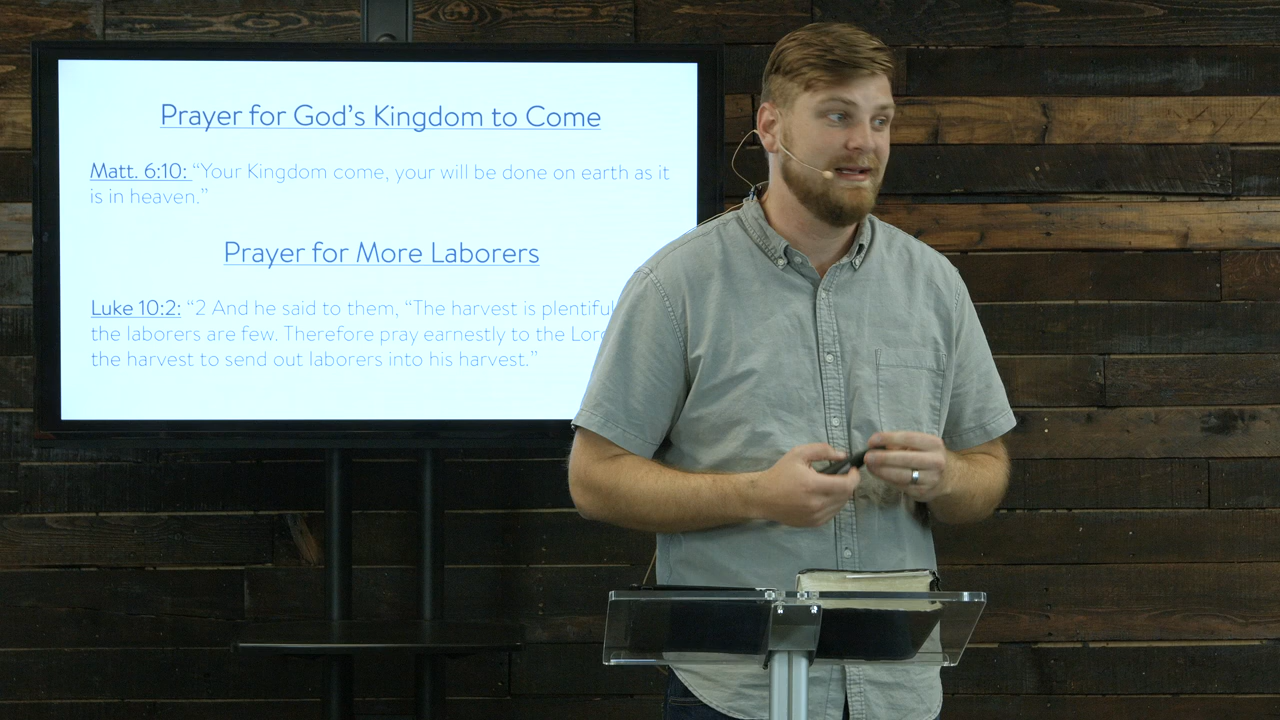 Prayer for God's Kingdom to Come
Matt. 6:10: “Your Kingdom come, your will be done on earth as it
is in heaven.”
Prayer for More Laborers
Luke 10:2: “2 And he said to them, “The harvest is plentiful
the laborers are few. Therefore pray earnestly to the
the harvest to send out laborers into his harvest.”